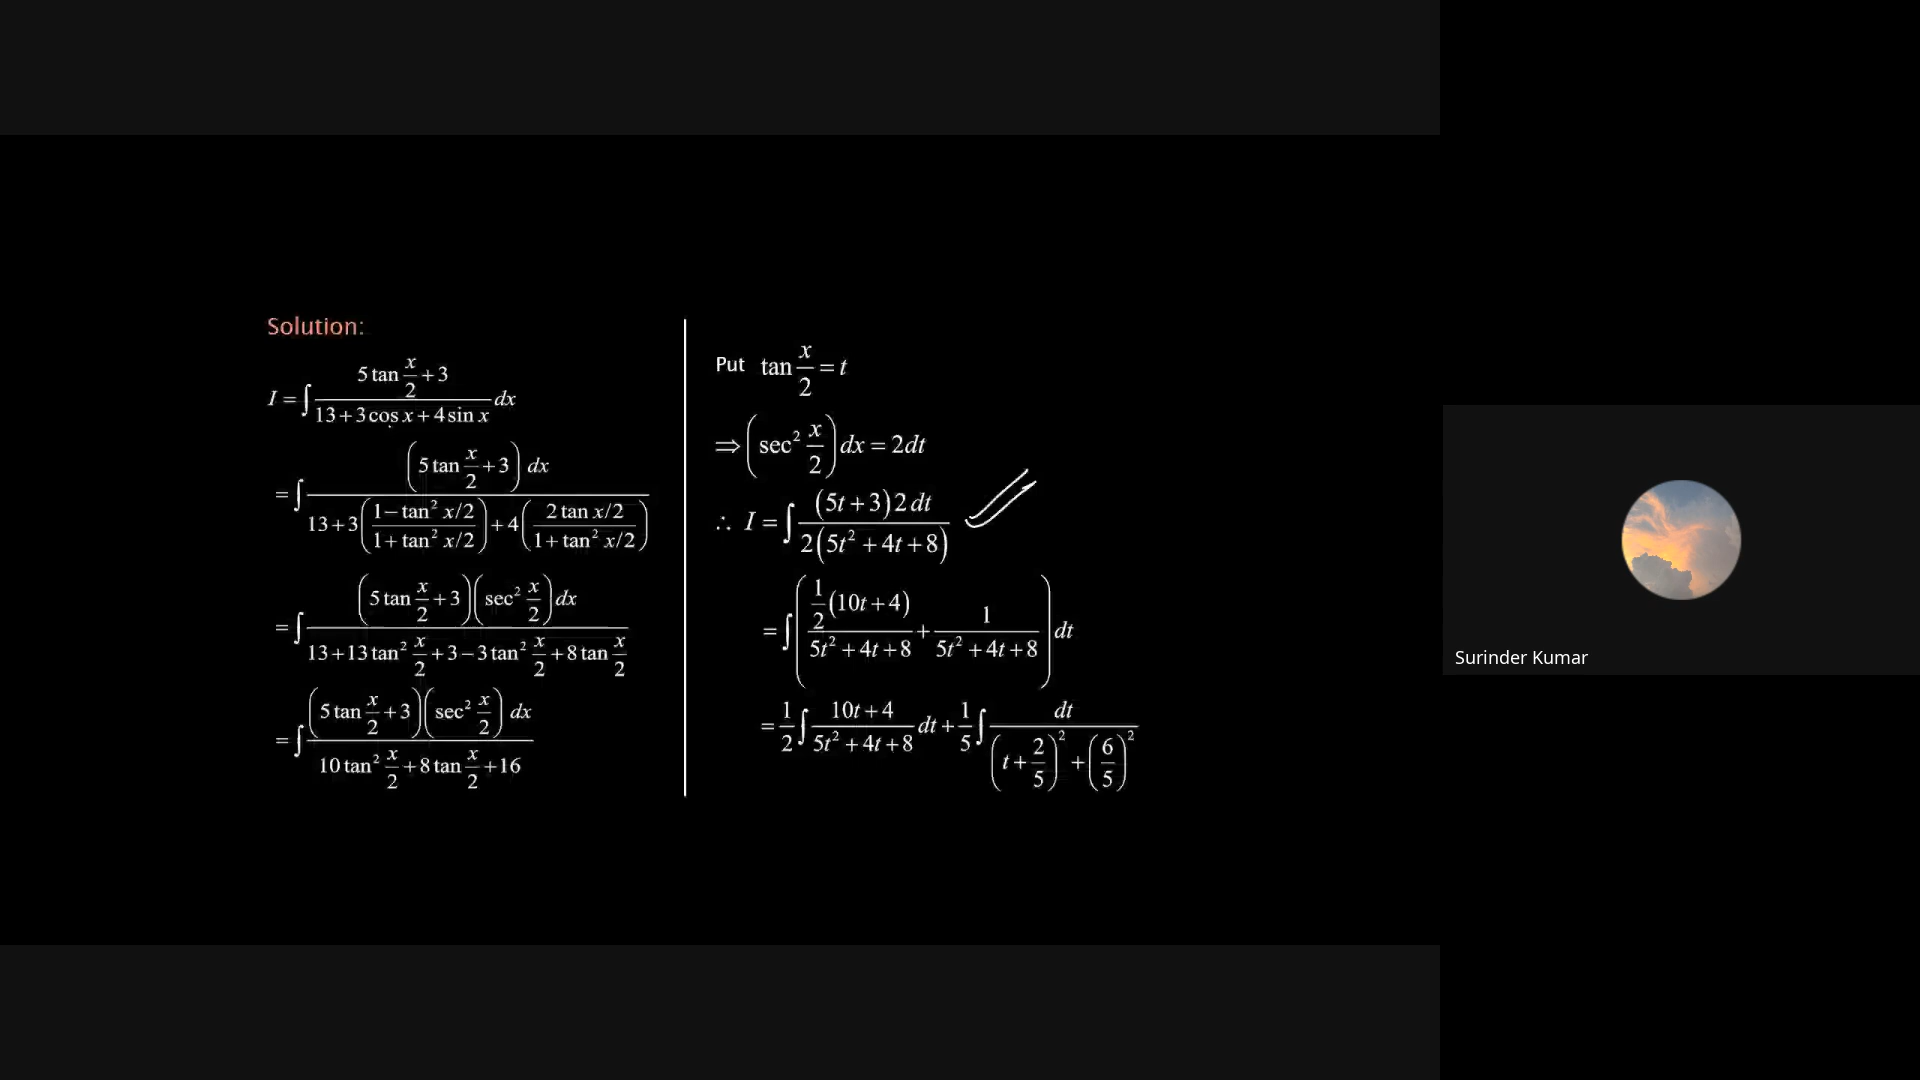 Solution:
I = ∫ (5 tan x/2 + 3) / (13 + 3 cos x + 4 sin x) dx
= ∫ (5 tan x/2 + 3) dx / (13 + 3((1 − tan² x/2) / (1 + tan² x/2)) + 4((2 tan x/2) / (1 + tan² x/2)))
= ∫ (5 tan x/2 + 3)(sec² x/2) dx / (13 + 13 tan² x/2 + 3 − 3 tan² x/2 + 8 tan x/2)
= ∫ (5 tan x/2 + 3)(sec² x/2) dx / (10 tan² x/2 + 8 tan x/2 + 16)
Put tan x/2 = t
⇒ (sec² x/2) dx = 2dt
∴ I = ∫ (5t + 3) 2 dt / 2(5t² + 4t + 8)
= ∫ ( 1/2 (10t + 4) / (5t² + 4t + 8) + 1 / (5t² + 4t + 8) ) dt
= 1/2 ∫ (10t + 4) / (5t² + 4t + 8) dt + 1/5 ∫ dt / ((t + 2/5)² + (6/5)²)
Surinder Kumar